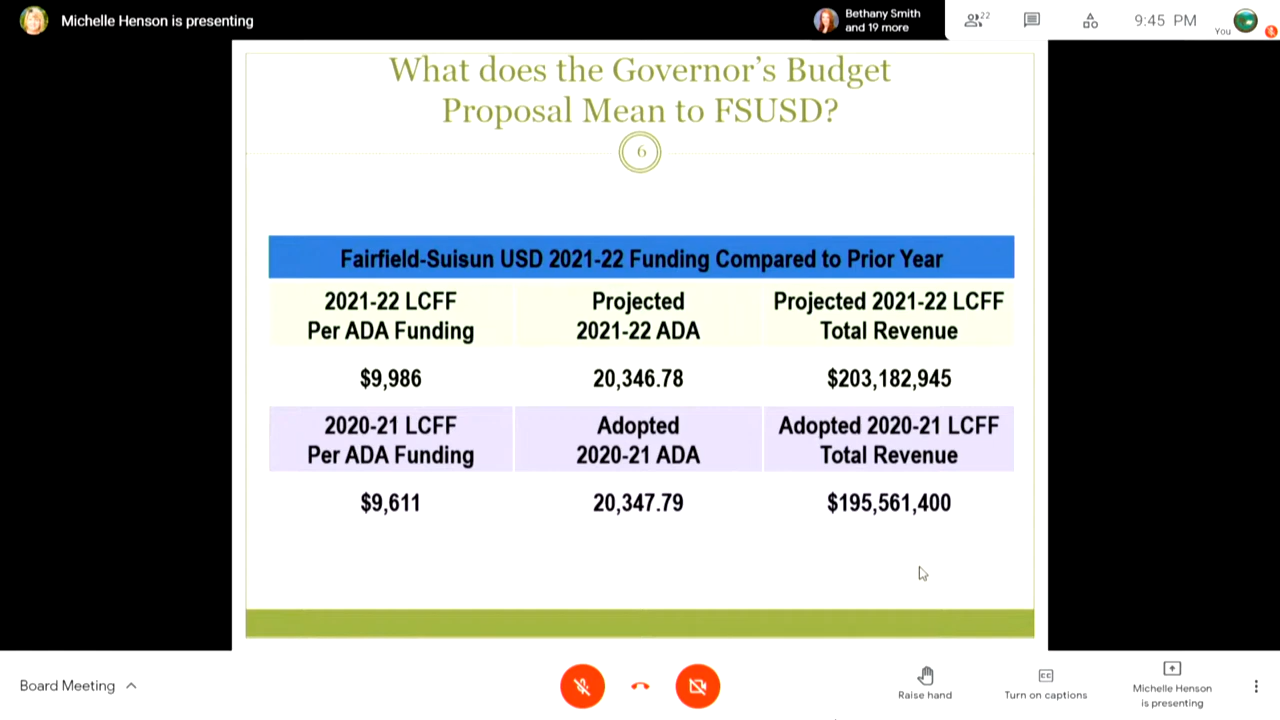 Michelle Henson is presenting
Bethany Smith
and 19 more
22
9:45 PM
You
What does the Governor's Budget
Proposal Mean to FSUSD?
6
Fairfield-Suisun USD 2021-22 Funding Compared to Prior Year
2021-22 LCFF
Per ADA Funding
Projected
2021-22 ADA
Projected 2021-22 LCFF
Total Revenue
$9,986
20,346.78
$203,182,945
2020-21 LCFF
Per ADA Funding
Adopted
2020-21 ADA
Adopted 2020-21 LCFF
Total Revenue
$9,611
20,347.79
$195,561,400
Board Meeting
Raise hand
CC
Turn on captions
Michelle Henson
is presenting